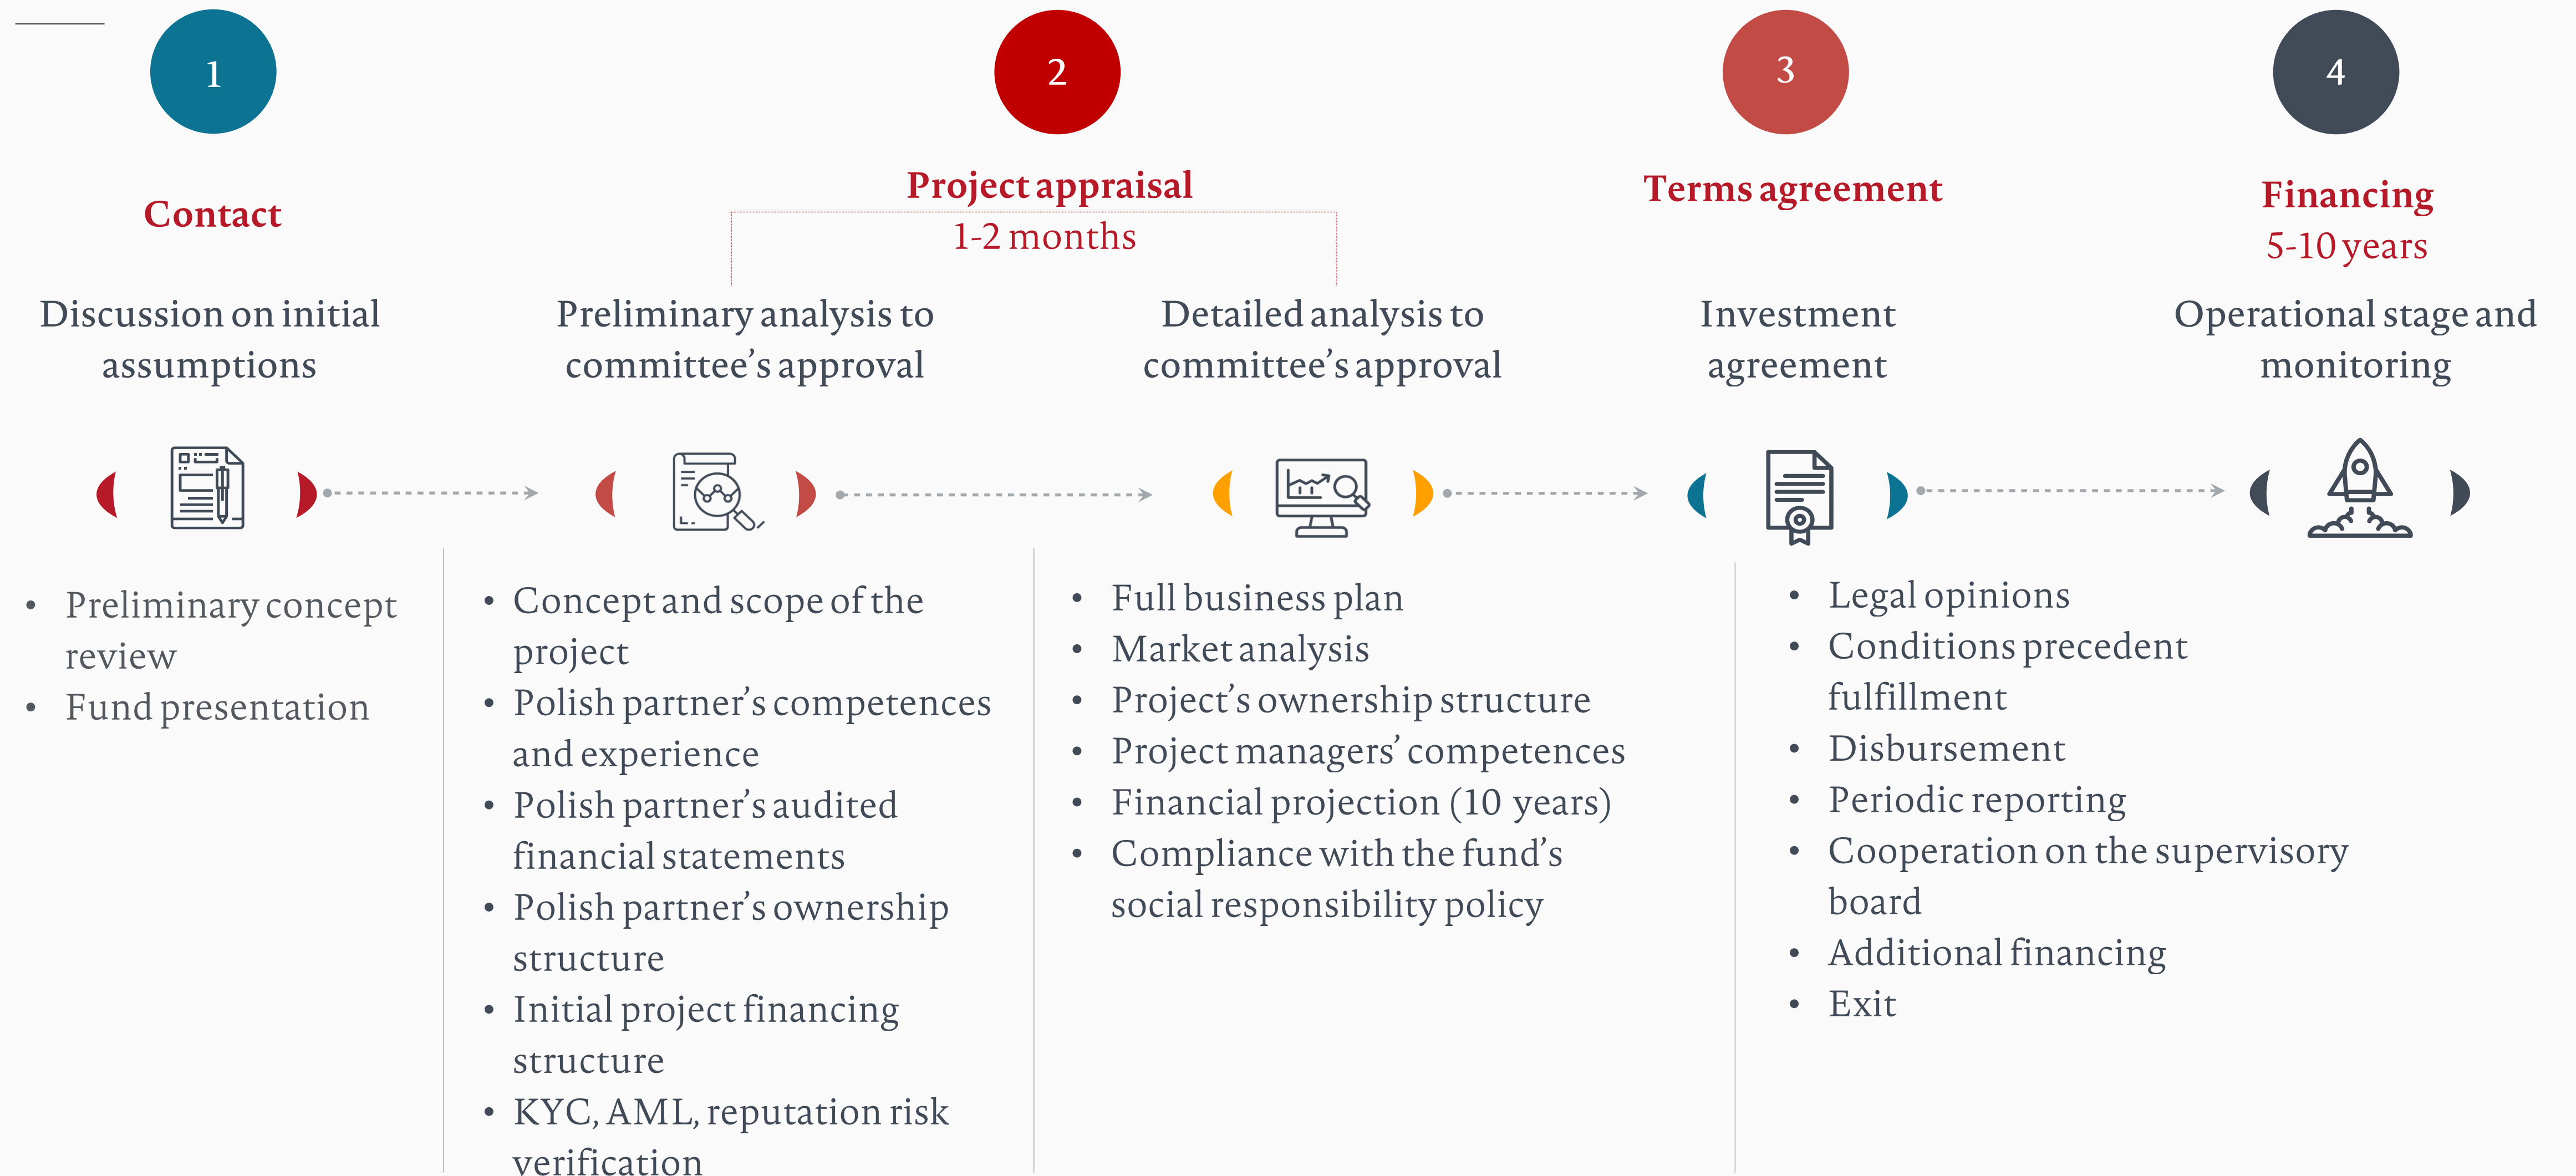 1
Contact
Discussion on initial
assumptions
• Preliminary concept
review
• Fund presentation
2
Project appraisal
1-2 months
Preliminary analysis to
committee’s approval
• Concept and scope of the
project
• Polish partner’s competences
and experience
• Polish partner’s audited
financial statements
• Polish partner’s ownership
structure
• Initial project financing
structure
• KYC, AML, reputation risk
verification
Detailed analysis to
committee’s approval
• Full business plan
• Market analysis
• Project’s ownership structure
• Project managers’ competences
• Financial projection (10 years)
• Compliance with the fund’s
social responsibility policy
3
Terms agreement
Investment
agreement
4
Financing
5-10 years
Operational stage and
monitoring
• Legal opinions
• Conditions precedent
fulfillment
• Disbursement
• Periodic reporting
• Cooperation on the supervisory
board
• Additional financing
• Exit